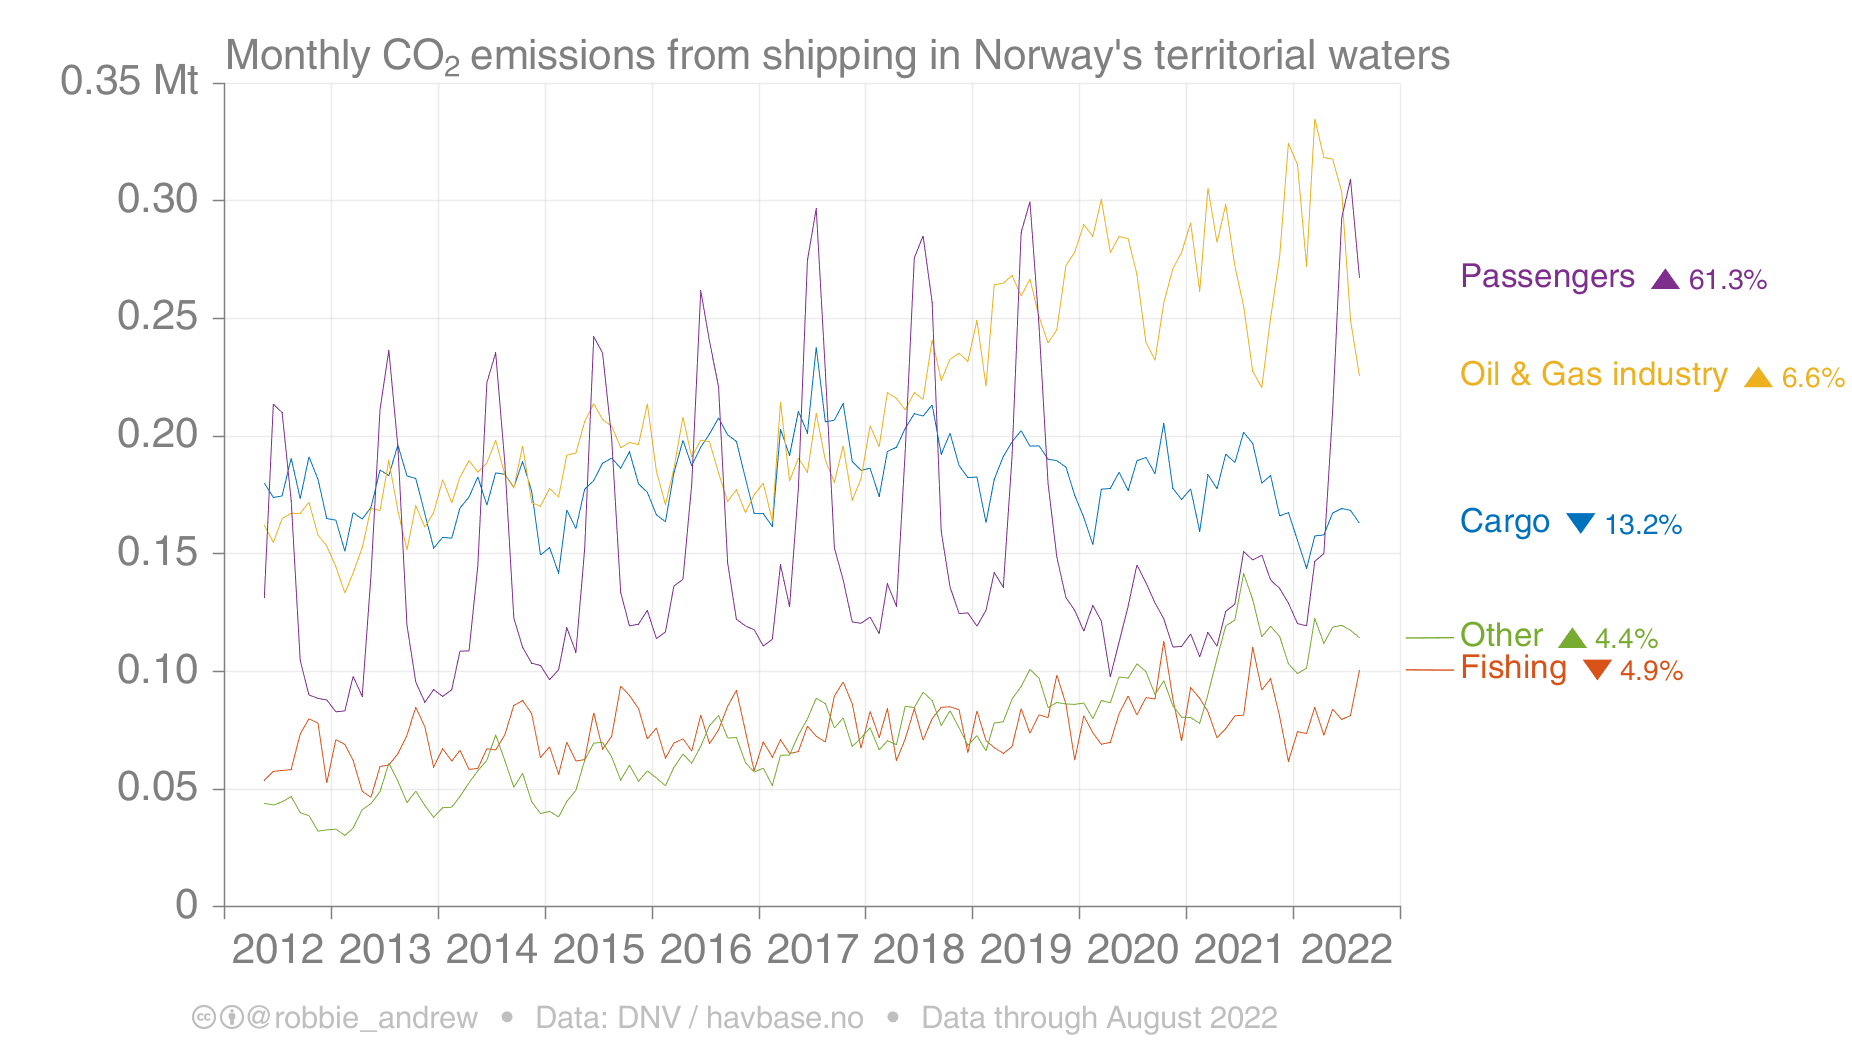 Monthly CO₂ emissions from shipping in Norway's territorial waters
0.35 Mt
0.30
0.25
0.20
0.15
0.10
0.05
0
2012 2013 2014 2015 2016 2017 2018 2019 2020 2021 2022
Passengers ▲ 61.3%
Oil & Gas industry ▲ 6.6%
Cargo ▼ 13.2%
Other ▲ 4.4%
Fishing ▼ 4.9%
@robbie_andrew • Data: DNV / havbase.no • Data through August 2022